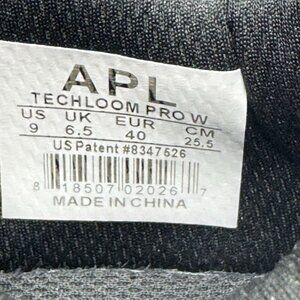 APL
TECHLOOM PRO W
US UK EUR CM
9 6.5 40 25.5
US Patent #8347526
8 18507 02026 7
MADE IN CHINA